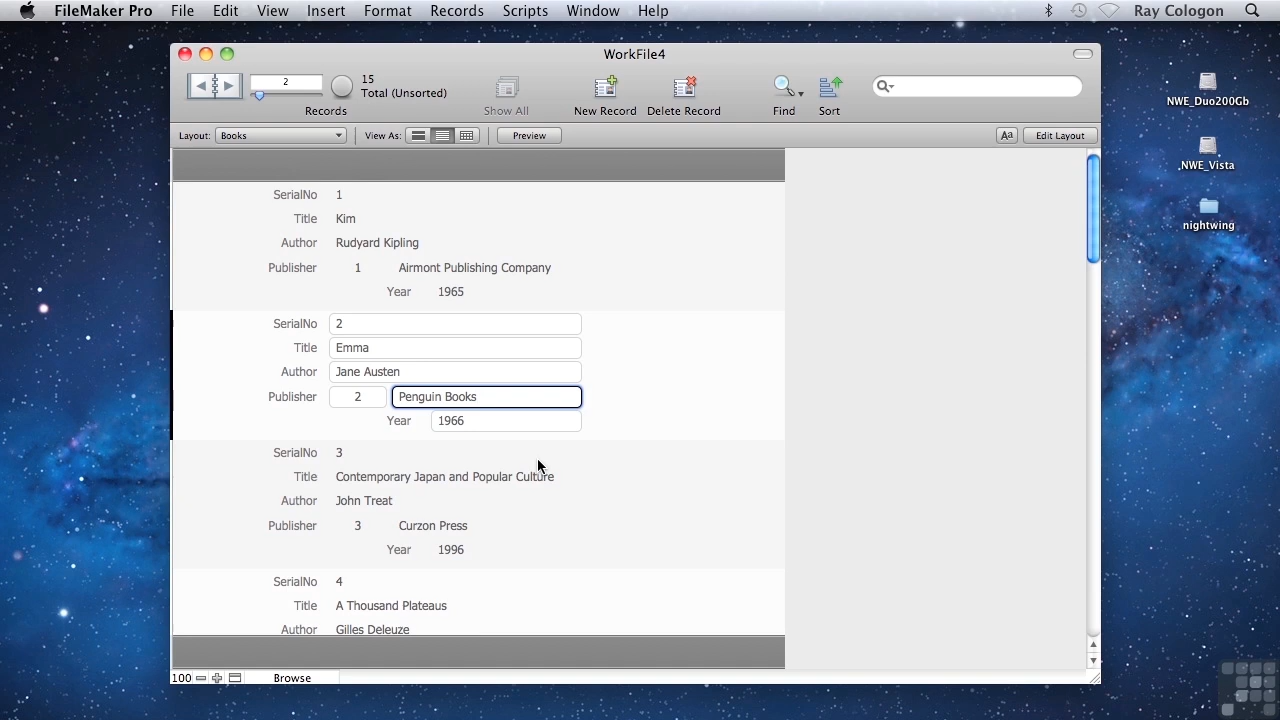 FileMaker Pro File Edit View Insert Format Records Scripts Window Help Ray Cologon
WorkFile4
2
15
Total (Unsorted)
Records
Show All
New Record
Delete Record
Find
Sort
Layout: Books View As: Preview Aa Edit Layout
SerialNo 1
Title Kim
Author Rudyard Kipling
Publisher 1 Airmont Publishing Company
Year 1965
SerialNo 2
Title Emma
Author Jane Austen
Publisher 2 Penguin Books
Year 1966
SerialNo 3
Title Contemporary Japan and Popular Culture
Author John Treat
Publisher 3 Curzon Press
Year 1996
SerialNo 4
Title A Thousand Plateaus
Author Gilles Deleuze
100 Browse
NWE_Duo200Gb
NWE_Vista
nightwing